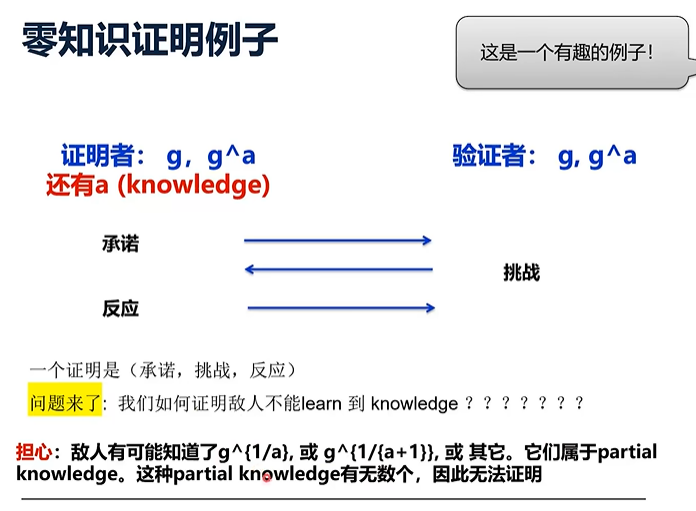 零知识证明例子
这是一个有趣的例子！
证明者： g，g^a
还有a (knowledge)
验证者： g, g^a
承诺
挑战
反应
一个证明是（承诺，挑战，反应）
问题来了：我们如何证明敌人不能learn 到 knowledge？？？？？？？
担心：敌人有可能知道了g^{1/a}, 或 g^{1/{a+1}}, 或 其它。它们属于partial
knowledge。这种partial knowledge有无数个，因此无法证明